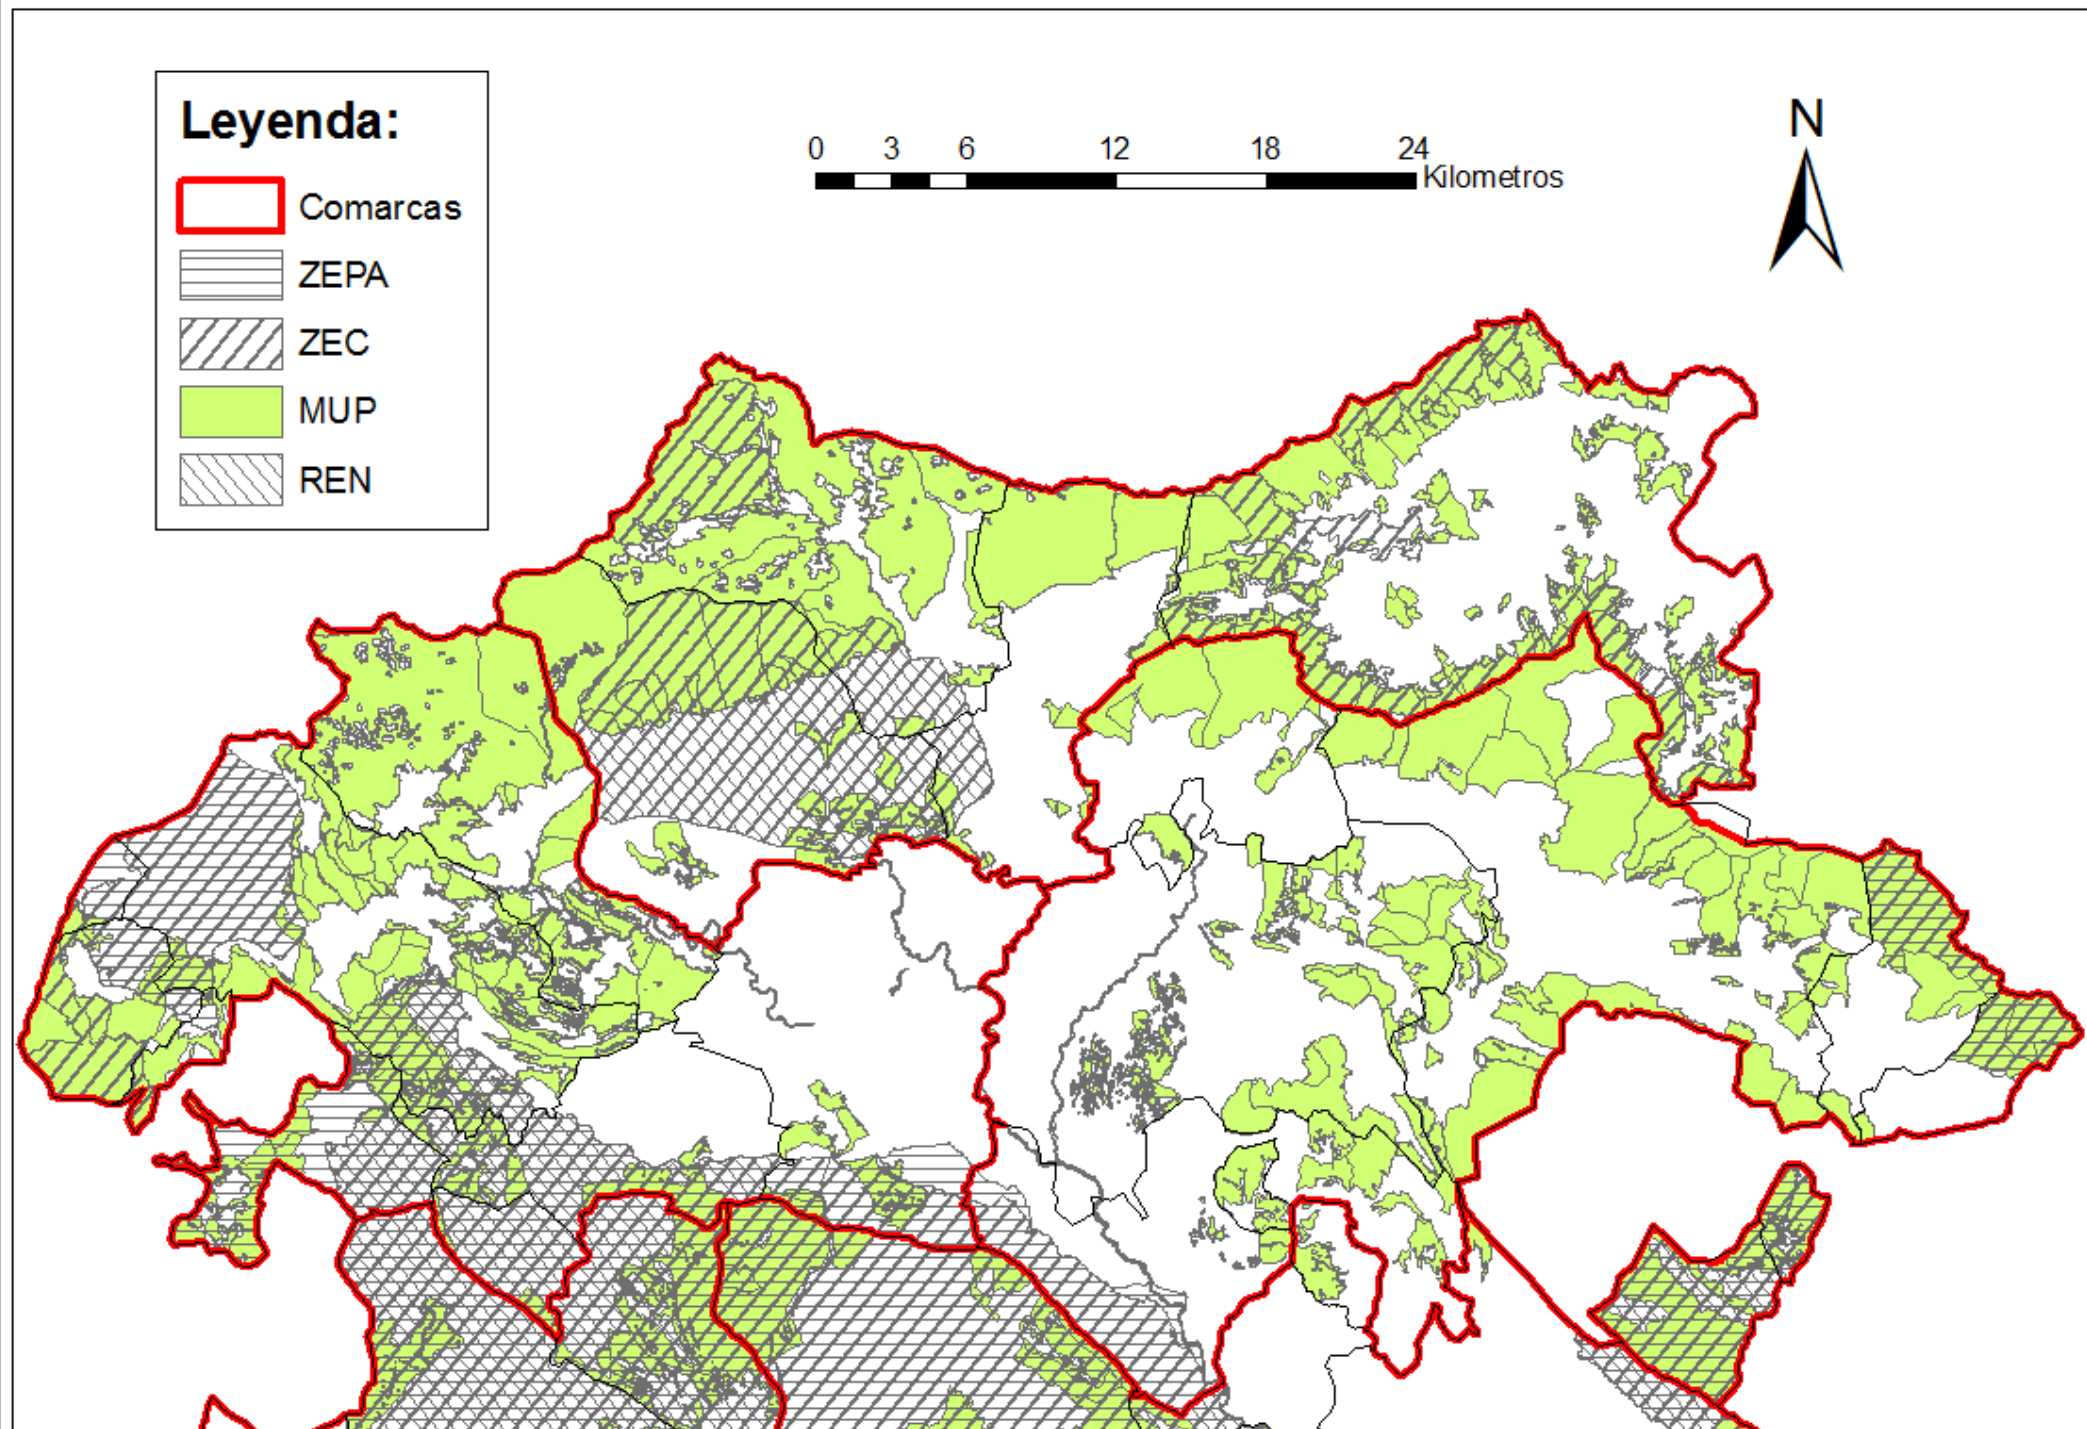 Leyenda:
Comarcas
ZEPA
ZEC
MUP
REN
0 3 6 12 18 24
Kilometros
N